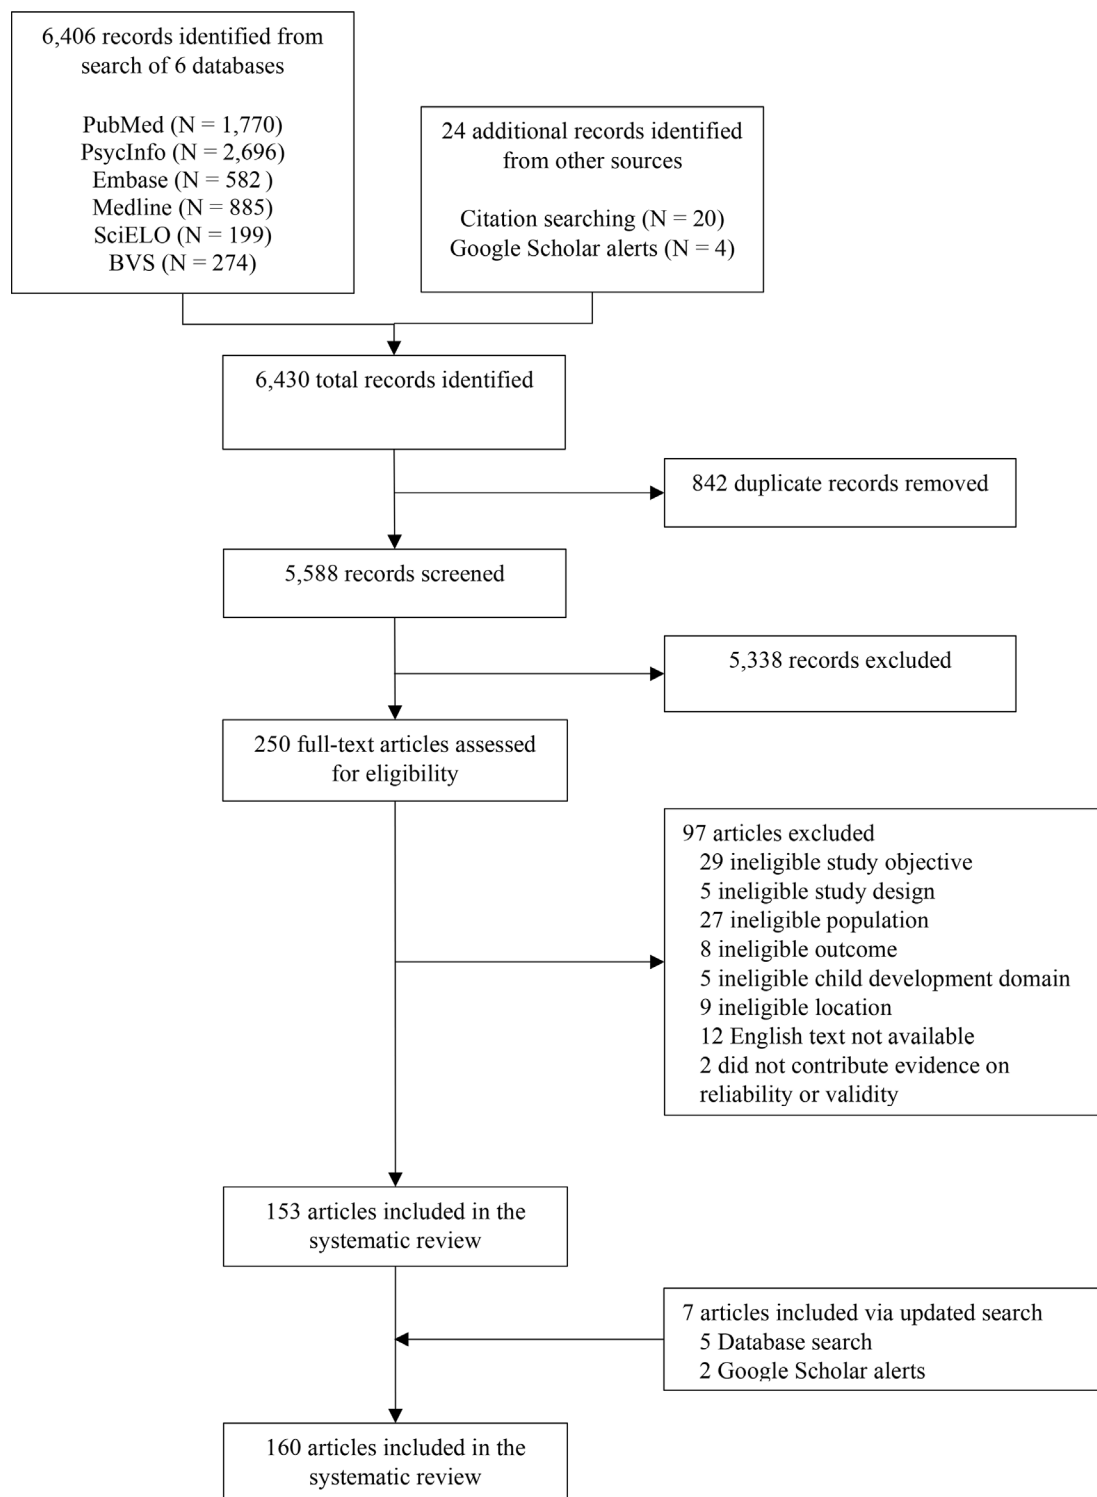 6,406 records identified from
search of 6 databases
PubMed (N = 1,770)
PsycInfo (N = 2,696)
Embase (N = 582 )
Medline (N = 885)
SciELO (N = 199)
BVS (N = 274)
24 additional records identified
from other sources
Citation searching (N = 20)
Google Scholar alerts (N = 4)
6,430 total records identified
842 duplicate records removed
5,588 records screened
5,338 records excluded
250 full-text articles assessed
for eligibility
97 articles excluded
29 ineligible study objective
5 ineligible study design
27 ineligible population
8 ineligible outcome
5 ineligible child development domain
9 ineligible location
12 English text not available
2 did not contribute evidence on
reliability or validity
153 articles included in the
systematic review
7 articles included via updated search
5 Database search
2 Google Scholar alerts
160 articles included in the
systematic review